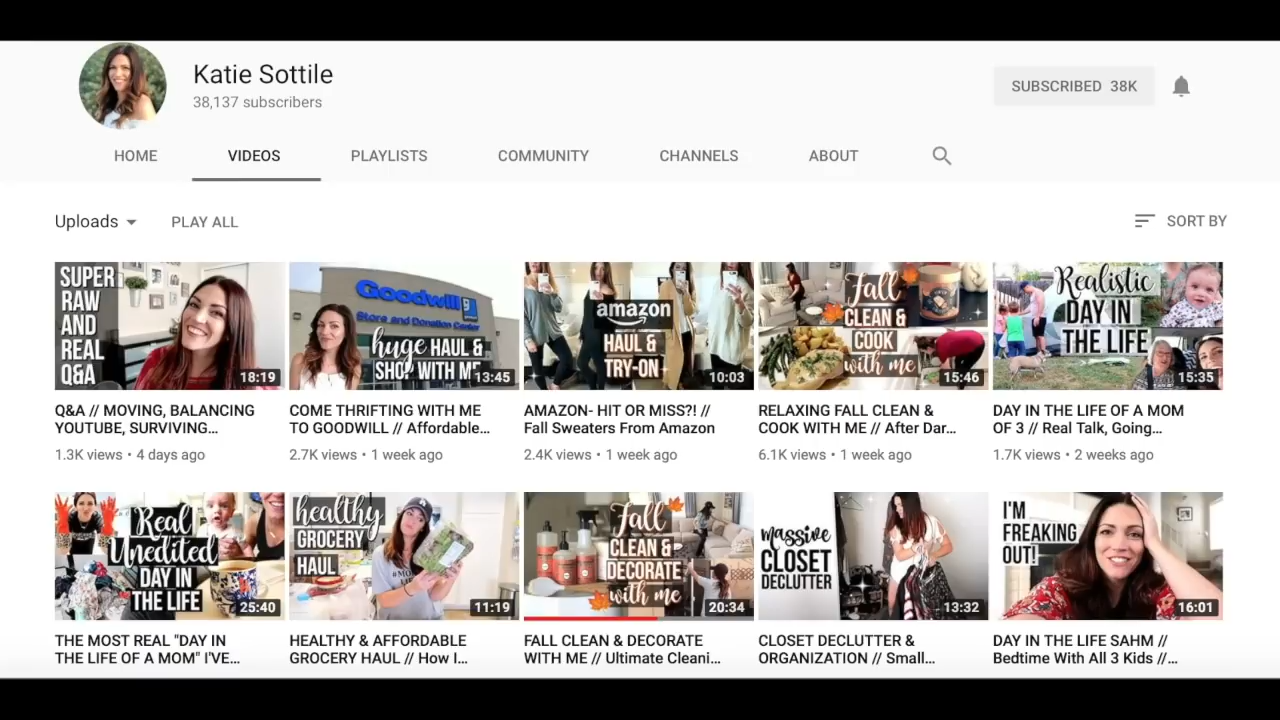 Katie Sottile
38,137 subscribers
SUBSCRIBED 38K
HOME
VIDEOS
PLAYLISTS
COMMUNITY
CHANNELS
ABOUT
Uploads
PLAY ALL
SORT BY
SUPER
RAW
AND
REAL
Q&A
18:19
Goodwill
Store and Donation Center
huge HAUL &
SHOP WITH ME
13:45
amazon
HAUL &
TRY-ON
10:03
Fall
CLEAN &
COOK
with me
15:46
Realistic
DAY IN
THE LIFE
15:35
Q&A // MOVING, BALANCING
YOUTUBE, SURVIVING...
1.3K views • 4 days ago
COME THRIFTING WITH ME
TO GOODWILL // Affordable...
2.7K views • 1 week ago
AMAZON- HIT OR MISS?! //
Fall Sweaters From Amazon
2.4K views • 1 week ago
RELAXING FALL CLEAN &
COOK WITH ME // After Dar...
6.1K views • 1 week ago
DAY IN THE LIFE OF A MOM
OF 3 // Real Talk, Going...
1.7K views • 2 weeks ago
Real
Unedited
DAY IN
THE LIFE
25:40
healthy
GROCERY
HAUL
11:19
Fall
CLEAN &
DECORATE
with me
20:34
massive
CLOSET
DECLUTTER
13:32
I'M
FREAKING
OUT!
16:01
THE MOST REAL "DAY IN
THE LIFE OF A MOM" I'VE...
HEALTHY & AFFORDABLE
GROCERY HAUL // How I...
FALL CLEAN & DECORATE
WITH ME // Ultimate Cleani...
CLOSET DECLUTTER &
ORGANIZATION // Small...
DAY IN THE LIFE SAHM //
Bedtime With All 3 Kids //...